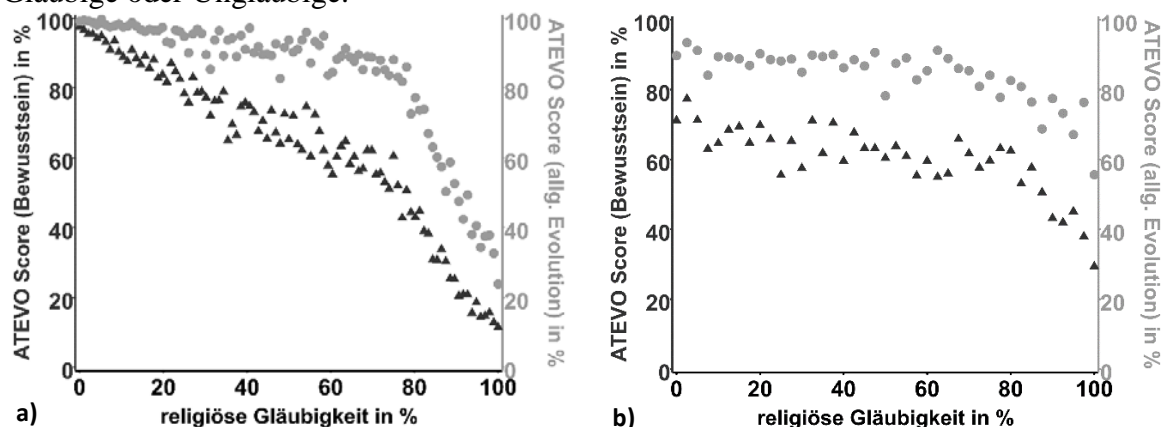 Gläubige oder Ungläubige.
ATEVO Score (Bewusstsein) in %
100
80
60
40
20
0
0 20 40 60 80 100
religiöse Gläubigkeit in %
100
80
60
40
20
0
ATEVO Score (allg. Evolution) in %
a)
ATEVO Score (Bewusstsein) in %
100
80
60
40
20
0
0 20 40 60 80 100
religiöse Gläubigkeit in %
100
80
60
40
20
0
ATEVO Score (allg. Evolution) in %
b)